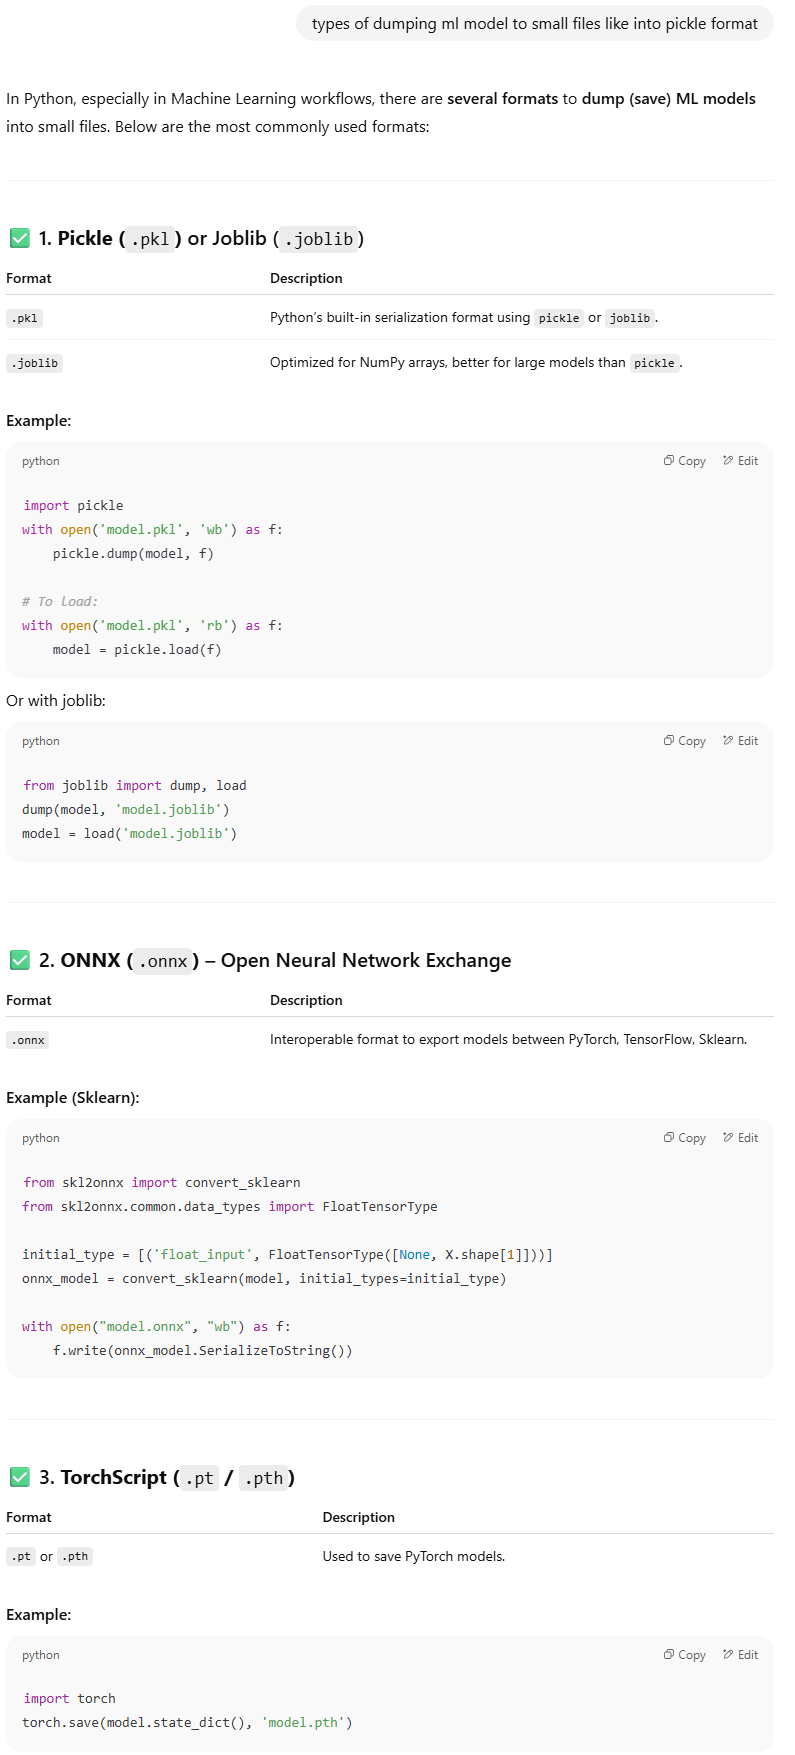 types of dumping ml model to small files like into pickle format
In Python, especially in Machine Learning workflows, there are several formats to dump (save) ML models
into small files. Below are the most commonly used formats:
✅ 1. Pickle (.pkl) or Joblib (.joblib)
Format Description
.pkl Python’s built-in serialization format using pickle or joblib.
.joblib Optimized for NumPy arrays, better for large models than pickle.
Example:
python Copy Edit
import pickle
with open('model.pkl', 'wb') as f:
    pickle.dump(model, f)
# To load:
with open('model.pkl', 'rb') as f:
    model = pickle.load(f)
Or with joblib:
python Copy Edit
from joblib import dump, load
dump(model, 'model.joblib')
model = load('model.joblib')
✅ 2. ONNX (.onnx) – Open Neural Network Exchange
Format Description
.onnx Interoperable format to export models between PyTorch, TensorFlow, Sklearn.
Example (Sklearn):
python Copy Edit
from skl2onnx import convert_sklearn
from skl2onnx.common.data_types import FloatTensorType
initial_type = [('float_input', FloatTensorType([None, X.shape[1]]))]
onnx_model = convert_sklearn(model, initial_types=initial_type)
with open("model.onnx", "wb") as f:
    f.write(onnx_model.SerializeToString())
✅ 3. TorchScript (.pt / .pth)
Format Description
.pt or .pth Used to save PyTorch models.
Example:
python Copy Edit
import torch
torch.save(model.state_dict(), 'model.pth')